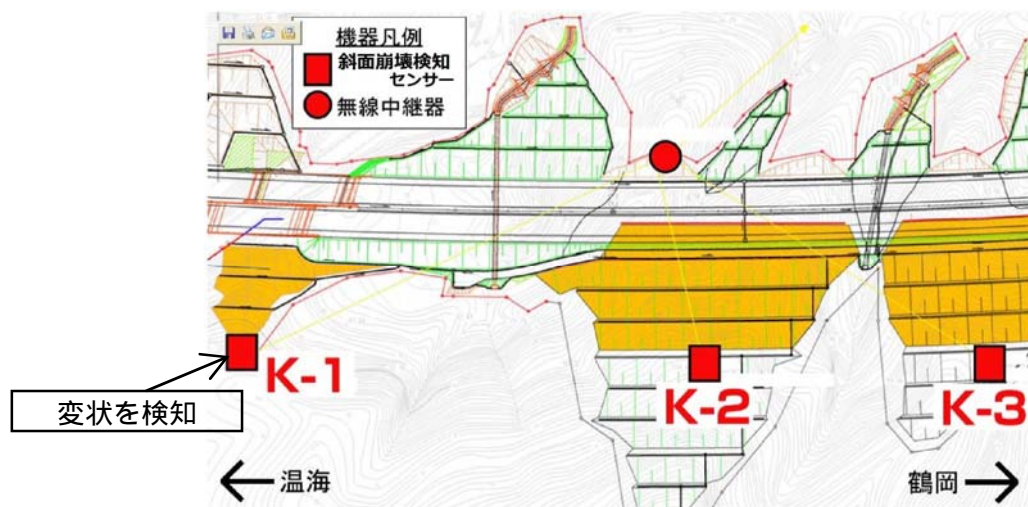 機器凡例
斜面崩壊検知
センサー
無線中継器
K-1
K-2
K-3
変状を検知
温海
鶴岡